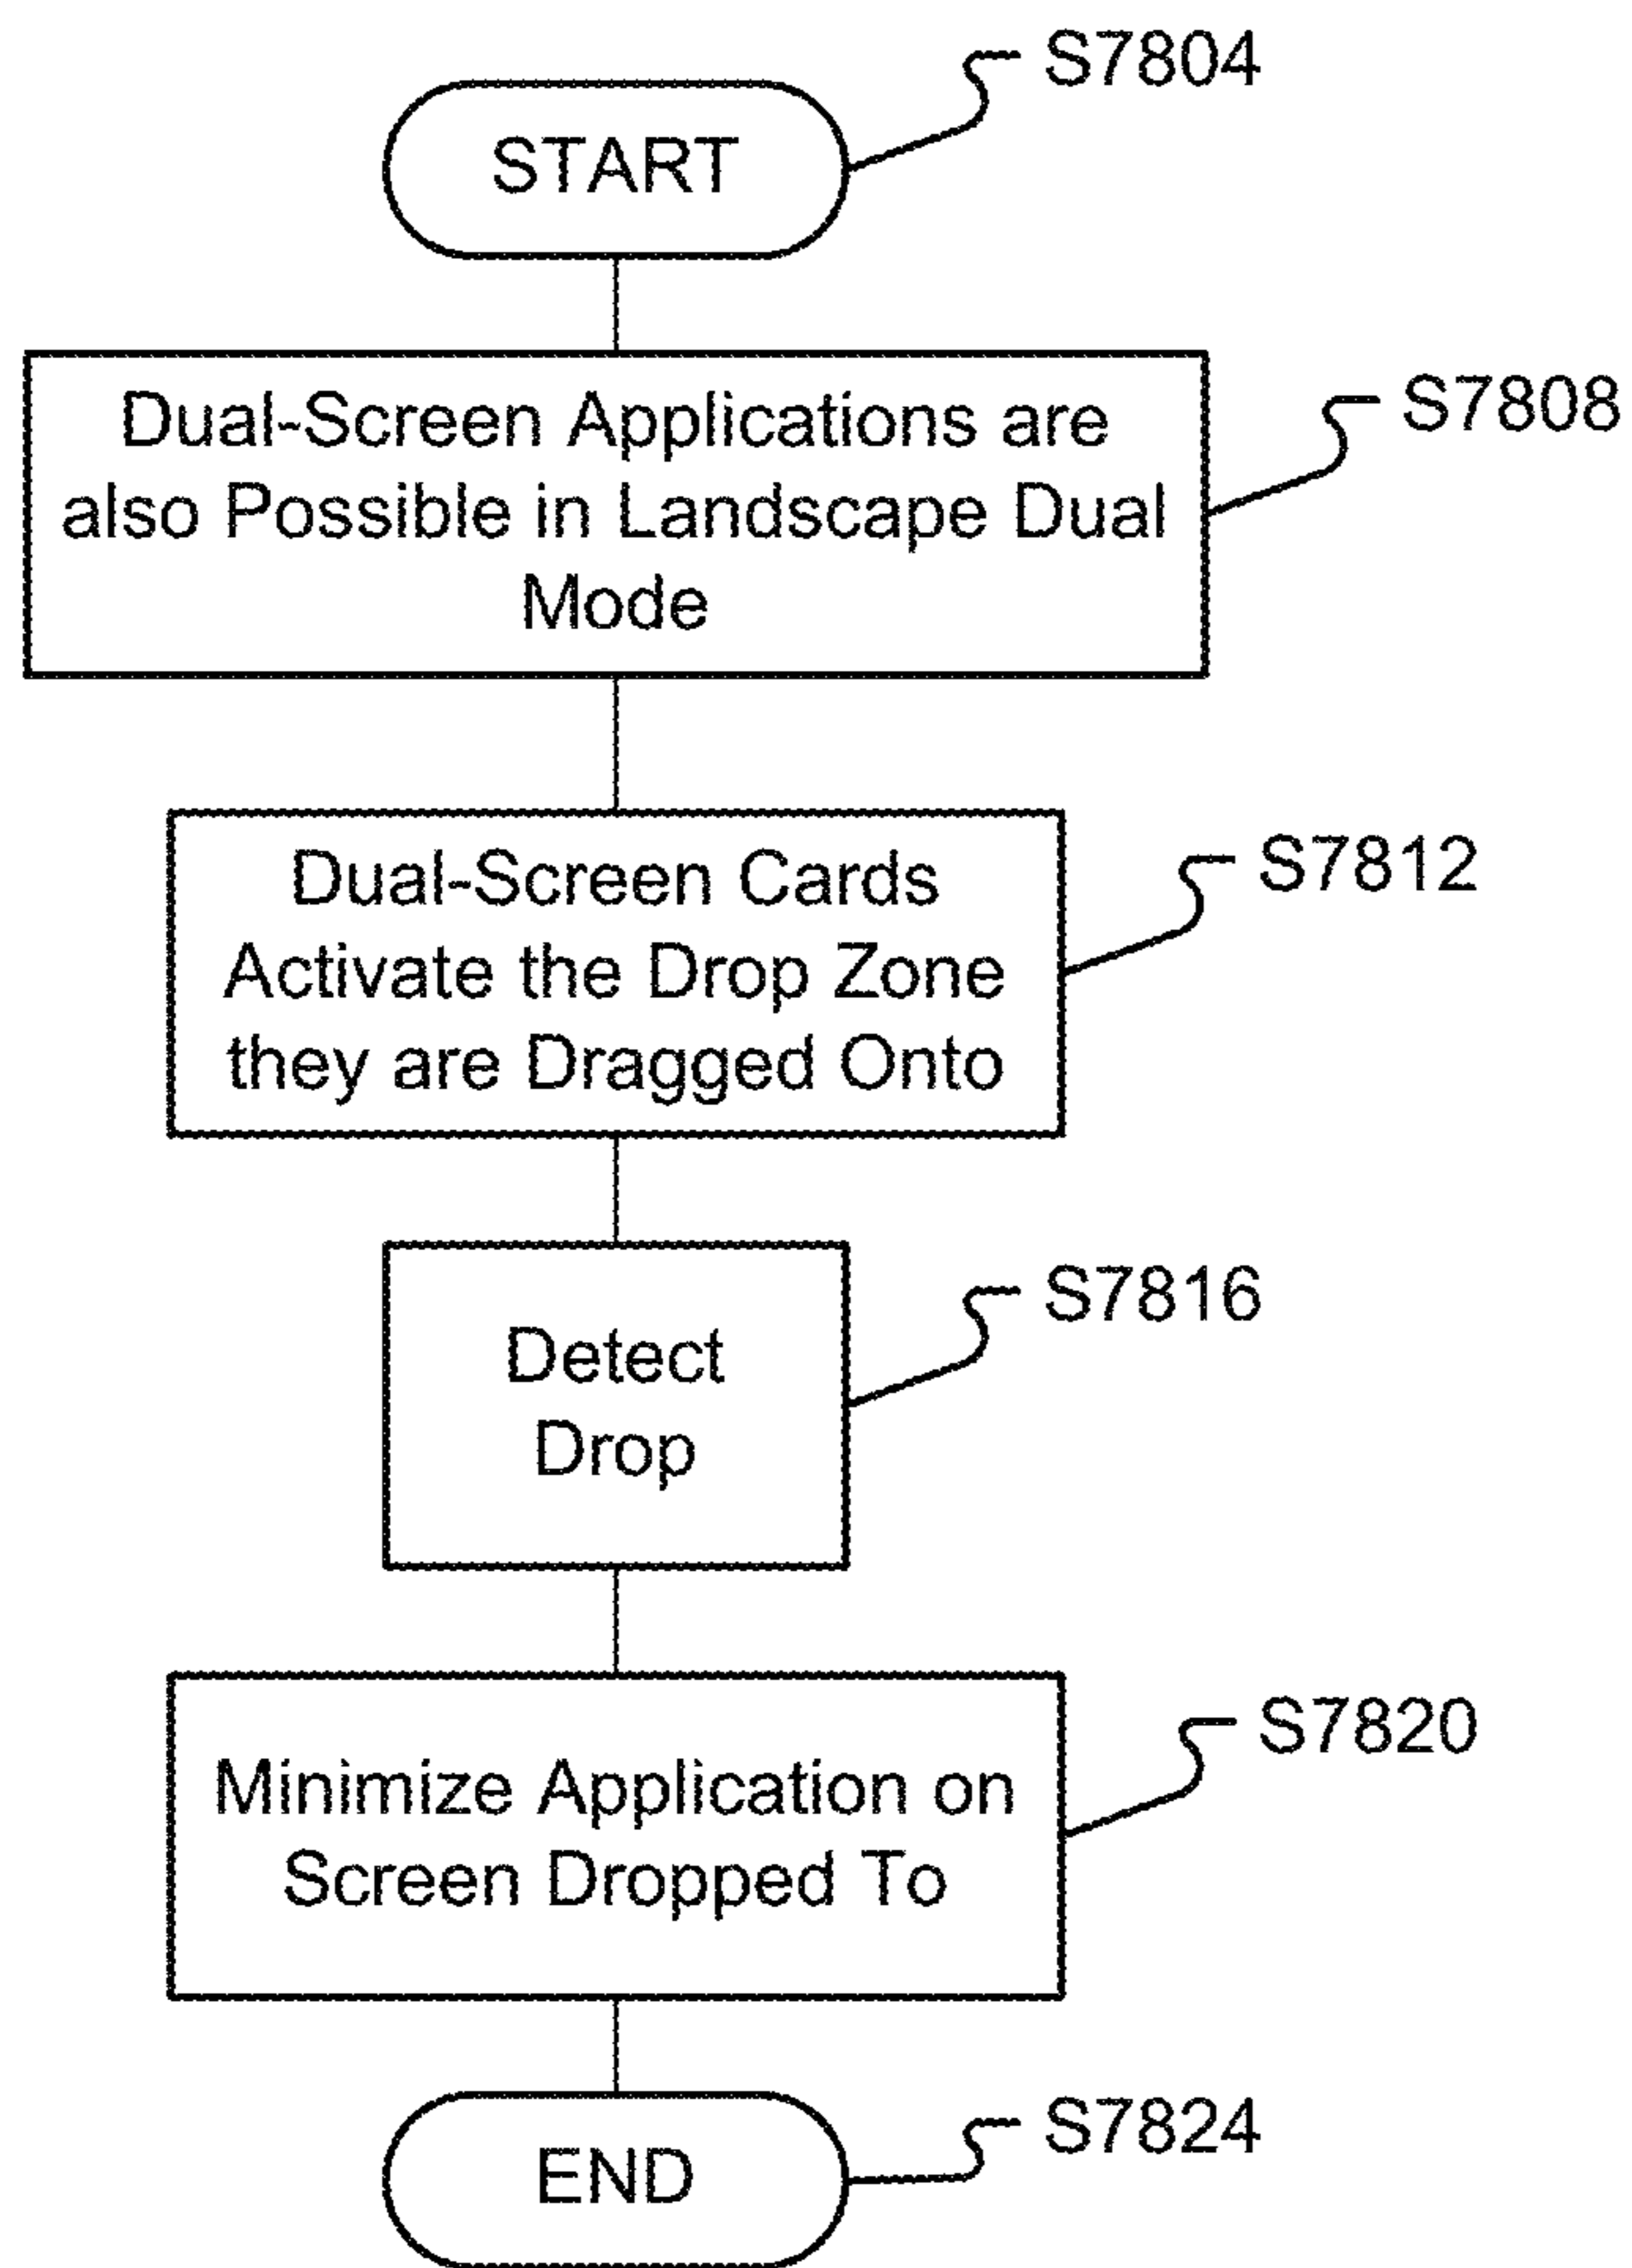 S7804
START
S7808
Dual-Screen Applications are
also Possible in Landscape Dual
Mode
S7812
Dual-Screen Cards
Activate the Drop Zone
they are Dragged Onto
S7816
Detect
Drop
S7820
Minimize Application on
Screen Dropped To
S7824
END